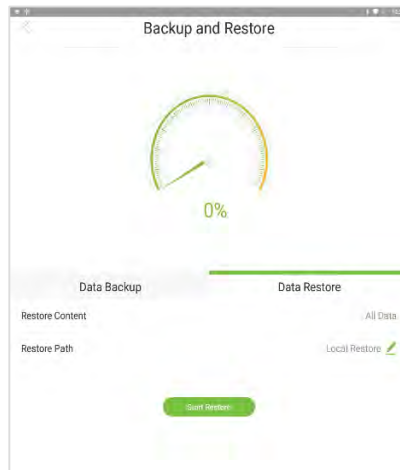 Backup and Restore
0%
Data Backup Data Restore
Restore Content All Data
Restore Path Local Restore
Start Restore